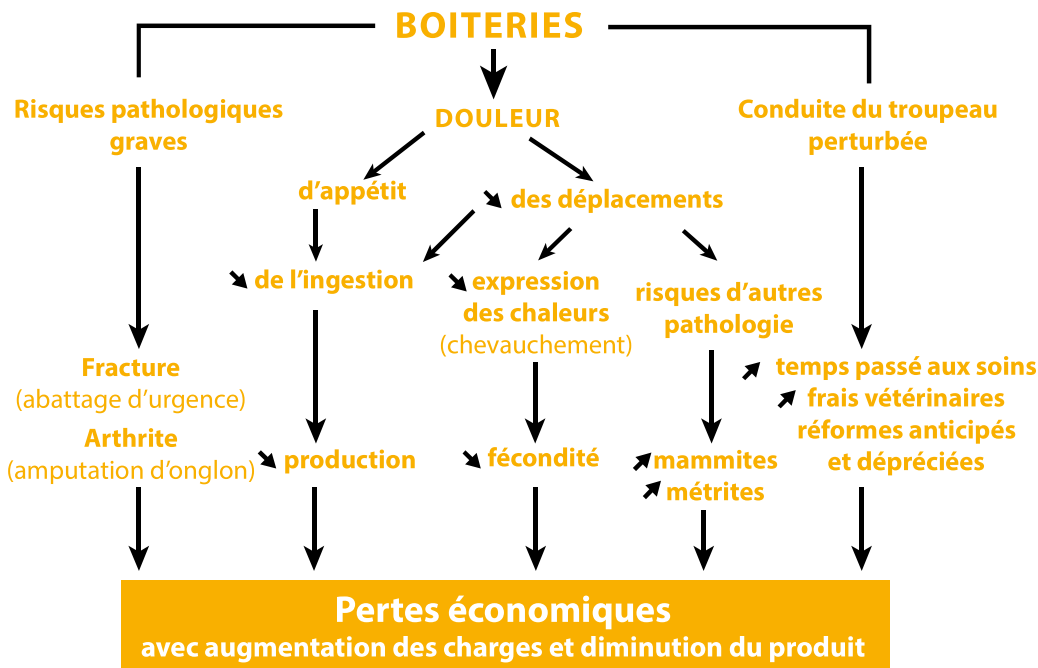 BOITERIES
Risques pathologiques
graves
DOULEUR
Conduite du troupeau
perturbée
d'appétit
des déplacements
de l'ingestion
expression
des chaleurs
(chevauchement)
risques d'autres
pathologie
Fracture
(abattage d'urgence)
Arthrite
(amputation d'onglon)
production
fécondité
mammites
métrites
temps passé aux soins
frais vétérinaires
réformes anticipés
et dépréciées
Pertes économiques
avec augmentation des charges et diminution du produit